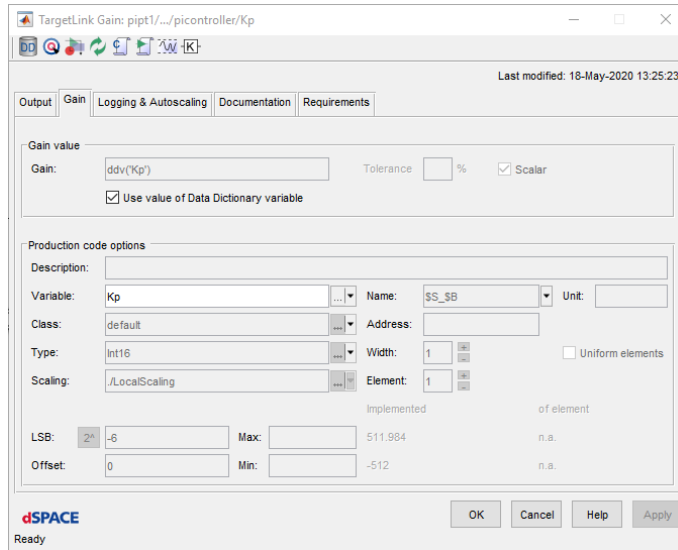 TargetLink Gain: pipt1/.../picontroller/Kp
Last modified: 18-May-2020 13:25:23
Output Gain Logging & Autoscaling Documentation Requirements
Gain value
Gain: ddv('Kp') Tolerance % Scalar
Use value of Data Dictionary variable
Production code options
Description:
Variable: Kp ... Name: $S_$B Unit:
Class: default ... Address:
Type: Int16 ... Width: 1 + - Uniform elements
Scaling: ./LocalScaling ... Element: 1 + -
Implemented of element
LSB: 2^ -6 Max: 511.984 n.a.
Offset: 0 Min: -512 n.a.
dSPACE OK Cancel Help Apply
Ready